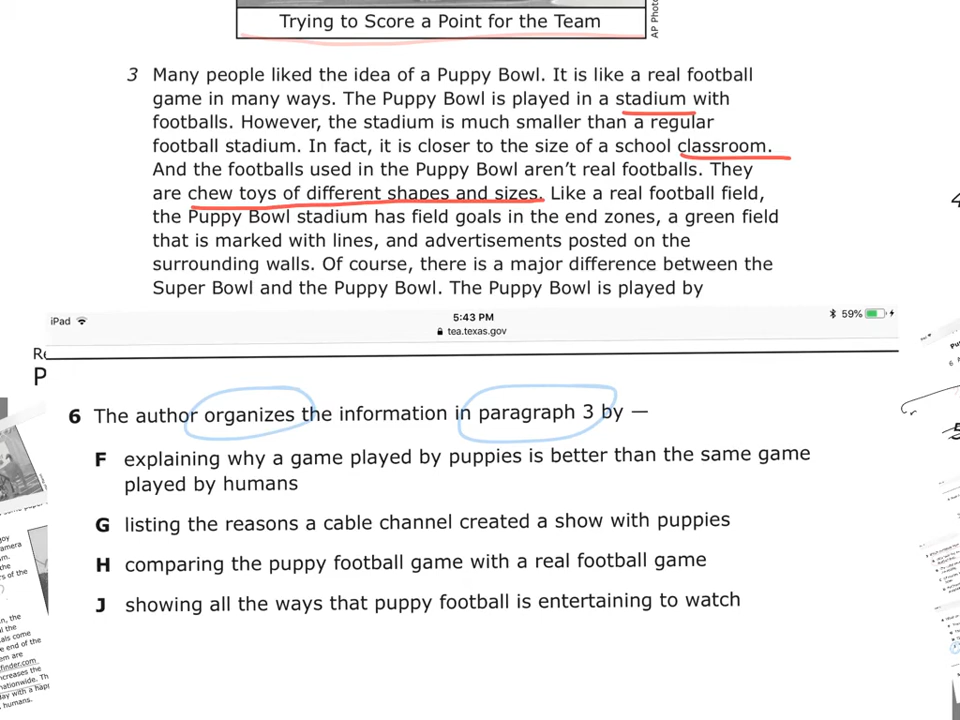 Trying to Score a Point for the Team
AP Photo
3 Many people liked the idea of a Puppy Bowl. It is like a real football
game in many ways. The Puppy Bowl is played in a stadium with
footballs. However, the stadium is much smaller than a regular
football stadium. In fact, it is closer to the size of a school classroom.
And the footballs used in the Puppy Bowl aren't real footballs. They
are chew toys of different shapes and sizes. Like a real football field,
the Puppy Bowl stadium has field goals in the end zones, a green field
that is marked with lines, and advertisements posted on the
surrounding walls. Of course, there is a major difference between the
Super Bowl and the Puppy Bowl. The Puppy Bowl is played by
iPad
5:43 PM
59%
tea.texas.gov
6 The author organizes the information in paragraph 3 by —
F explaining why a game played by puppies is better than the same game
played by humans
G listing the reasons a cable channel created a show with puppies
H comparing the puppy football game with a real football game
J showing all the ways that puppy football is entertaining to watch